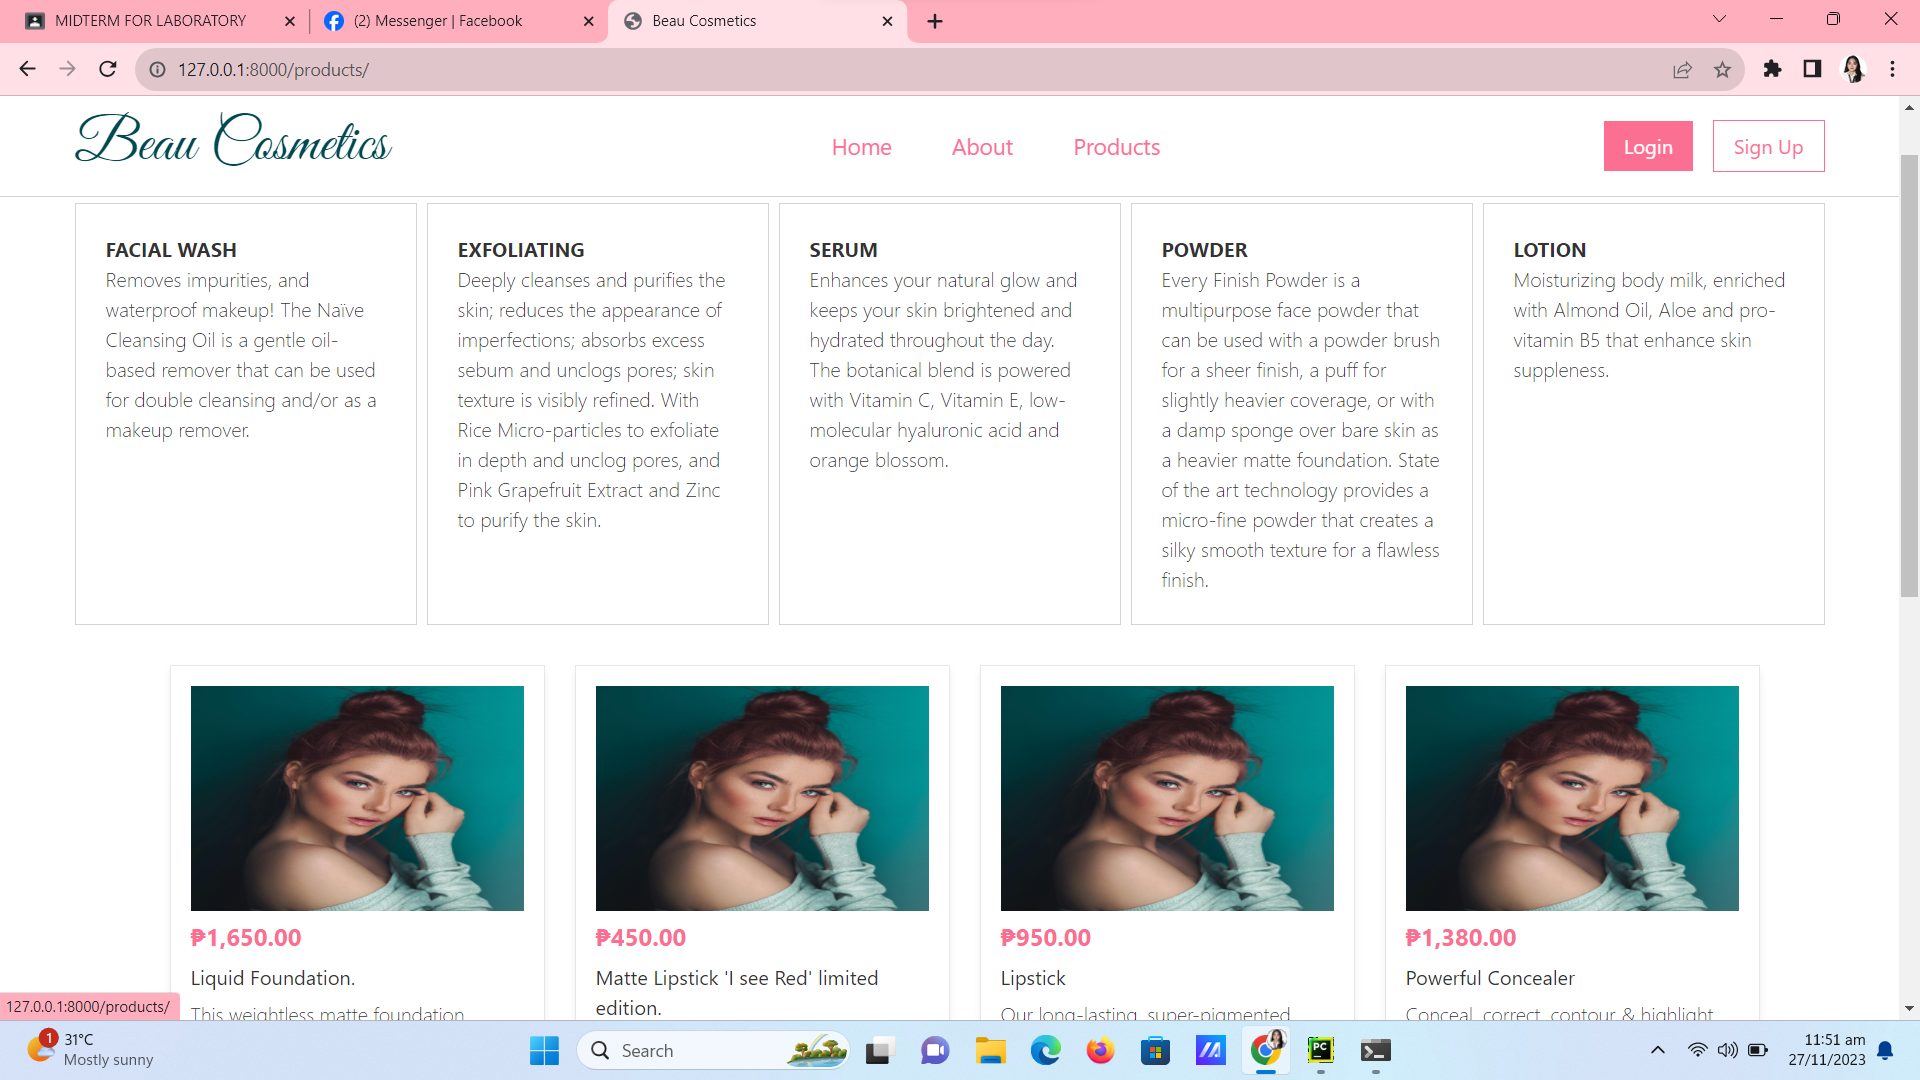 MIDTERM FOR LABORATORY
(2) Messenger | Facebook
Beau Cosmetics
127.0.0.1:8000/products/
Beau Cosmetics
Home
About
Products
Login
Sign Up
FACIAL WASH
Removes impurities, and
waterproof makeup! The Naïve
Cleansing Oil is a gentle oil-
based remover that can be used
for double cleansing and/or as a
makeup remover.
EXFOLIATING
Deeply cleanses and purifies the
skin; reduces the appearance of
imperfections; absorbs excess
sebum and unclogs pores; skin
texture is visibly refined. With
Rice Micro-particles to exfoliate
in depth and unclog pores, and
Pink Grapefruit Extract and Zinc
to purify the skin.
SERUM
Enhances your natural glow and
keeps your skin brightened and
hydrated throughout the day.
The botanical blend is powered
with Vitamin C, Vitamin E, low-
molecular hyaluronic acid and
orange blossom.
POWDER
Every Finish Powder is a
multipurpose face powder that
can be used with a powder brush
for a sheer finish, a puff for
slightly heavier coverage, or with
a damp sponge over bare skin as
a heavier matte foundation. State
of the art technology provides a
micro-fine powder that creates a
silky smooth texture for a flawless
finish.
LOTION
Moisturizing body milk, enriched
with Almond Oil, Aloe and pro-
vitamin B5 that enhance skin
suppleness.
₱1,650.00
Liquid Foundation.
This weightless matte foundation
₱450.00
Matte Lipstick 'I see Red' limited
edition.
₱950.00
Lipstick
Our long-lasting, super-pigmented
₱1,380.00
Powerful Concealer
Conceal, correct, contour & highlight
127.0.0.1:8000/products/
1
31°C
Mostly sunny
Search
PC
11:51 am
27/11/2023